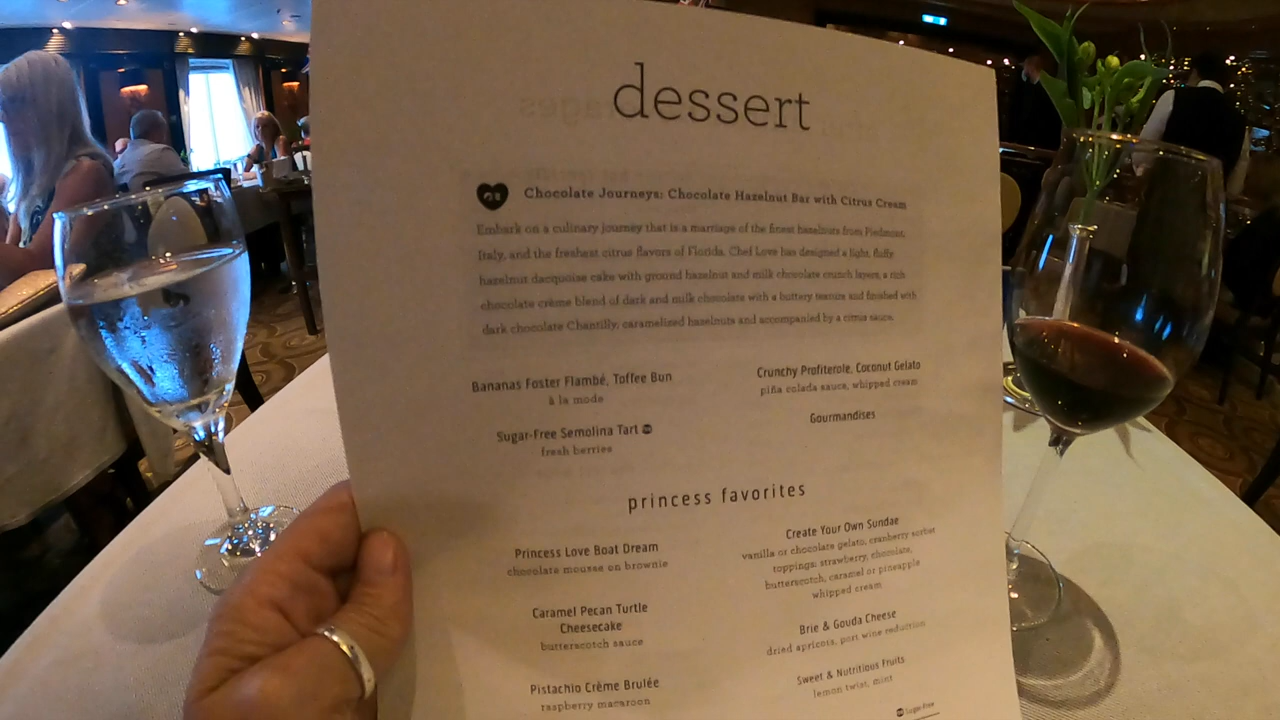 dessert
Chocolate Journeys: Chocolate Hazelnut Bar with Citrus Cream
Embark on a culinary journey that is a marriage of the finest hazelnuts from Piedmont,
Italy, and the freshest citrus flavors of Florida. Chef Love has designed a light, fluffy
hazelnut dacquoise cake with ground hazelnut and milk chocolate crunch layers, a rich
chocolate crème blend of dark and milk chocolate with a buttery texture and finished with
dark chocolate Chantilly, caramelized hazelnuts and accompanied by a citrus sauce.
Bananas Foster Flambé, Toffee Bun
à la mode
Sugar-Free Semolina Tart
fresh berries
Crunchy Profiterole, Coconut Gelato
piña colada sauce, whipped cream
Gourmandises
princess favorites
Princess Love Boat Dream
chocolate mousse on brownie
Caramel Pecan Turtle
Cheesecake
butterscotch sauce
Pistachio Crème Brulée
raspberry macaroon
Create Your Own Sundae
vanilla or chocolate gelato, cranberry sorbet
toppings: strawberry, chocolate,
butterscotch, caramel or pineapple
whipped cream
Brie & Gouda Cheese
dried apricots, port wine reduction
Sweet & Nutritious Fruits
lemon twist, mint
Sugar-Free